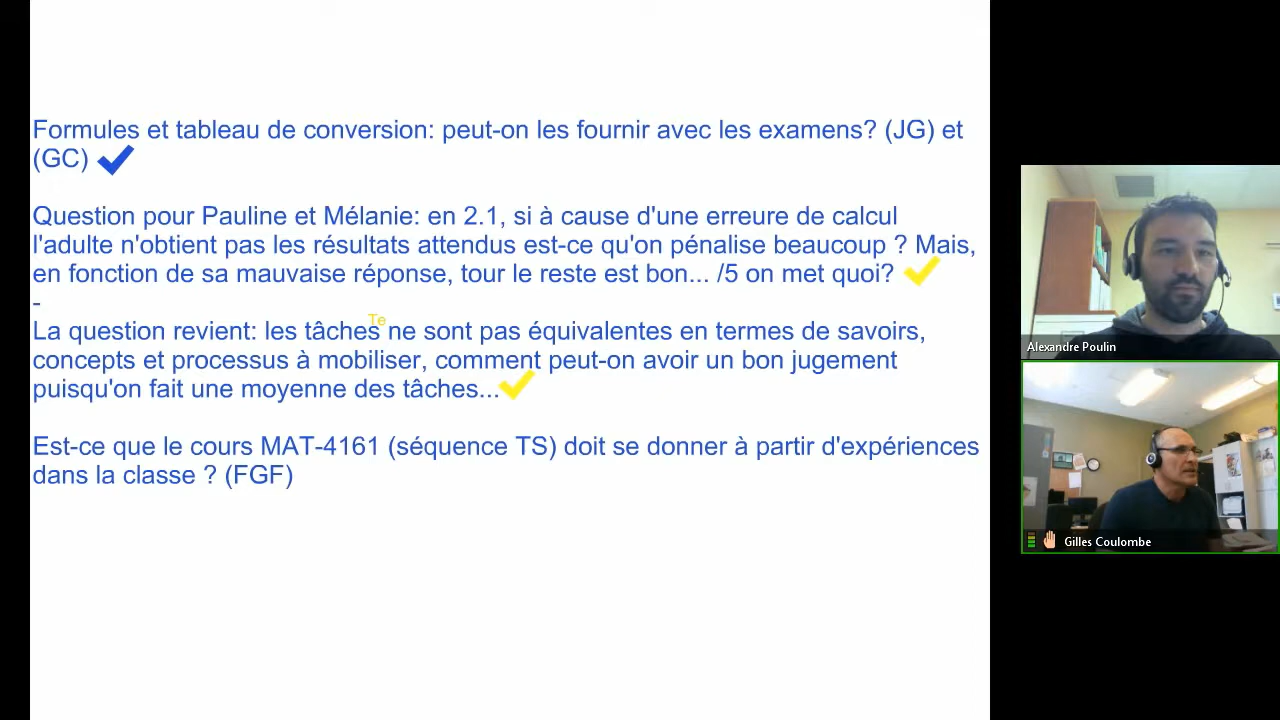 Formules et tableau de conversion: peut-on les fournir avec les examens? (JG) et
(GC)
Question pour Pauline et Mélanie: en 2.1, si à cause d'une erreure de calcul
l'adulte n'obtient pas les résultats attendus est-ce qu'on pénalise beaucoup ? Mais,
en fonction de sa mauvaise réponse, tour le reste est bon... /5 on met quoi?
-
Te
La question revient: les tâches ne sont pas équivalentes en termes de savoirs,
concepts et processus à mobiliser, comment peut-on avoir un bon jugement
puisqu'on fait une moyenne des tâches...
Est-ce que le cours MAT-4161 (séquence TS) doit se donner à partir d'expériences
dans la classe ? (FGF)
Alexandre Poulin
Gilles Coulombe